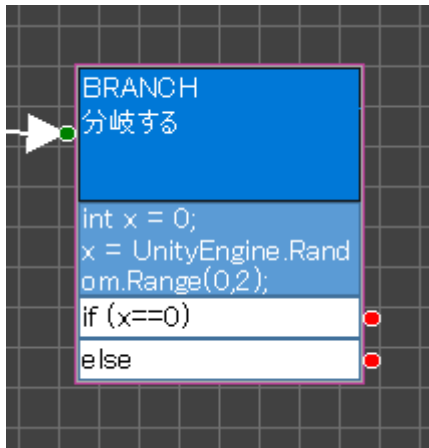 BRANCH
分岐する
int x = 0;
x = UnityEngine.Rand
om.Range(0,2);
if (x==0)
else